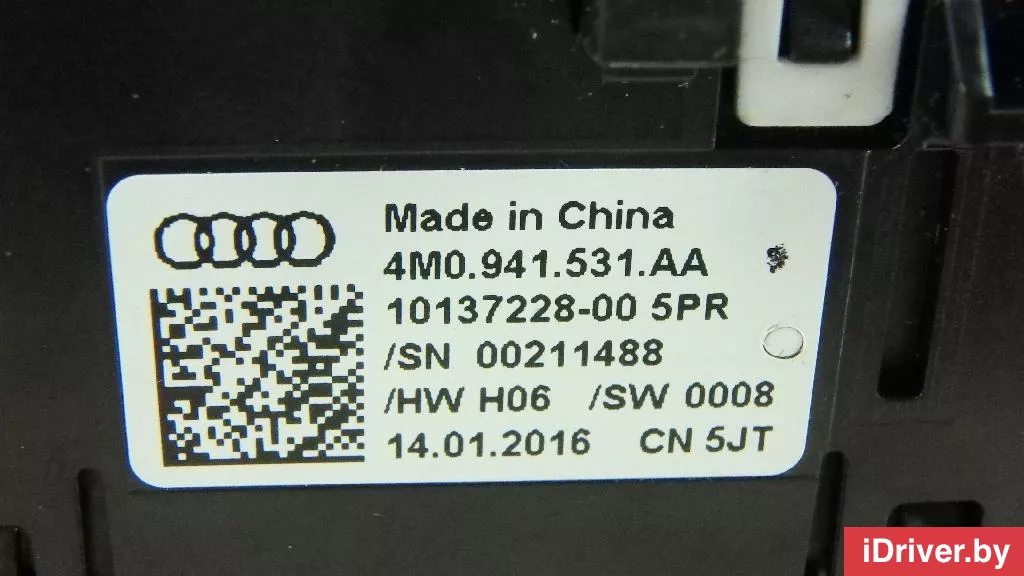 Made in China
4M0.941.531.AA
10137228-00 5PR
/SN 00211488
/HW H06 /SW 0008
14.01.2016 CN 5JT
iDriver.by